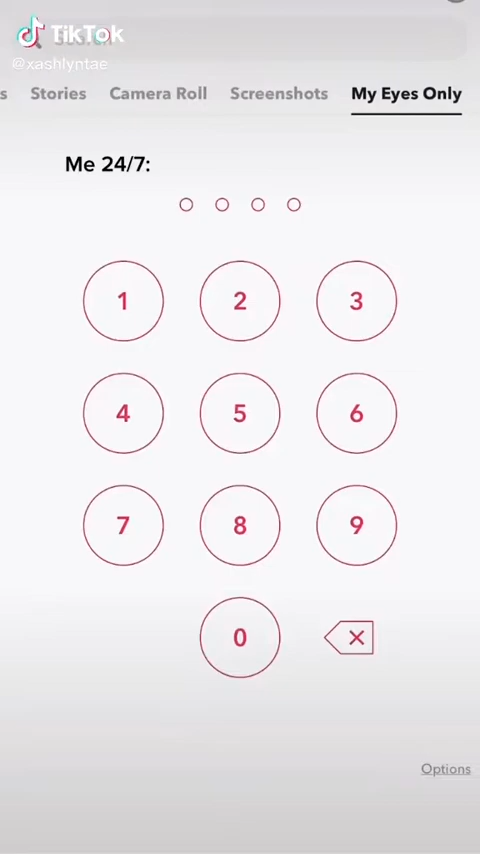 TikTok
@xashlyntae
s Stories Camera Roll Screenshots My Eyes Only
Me 24/7:
1 2 3
4 5 6
7 8 9
0
Options